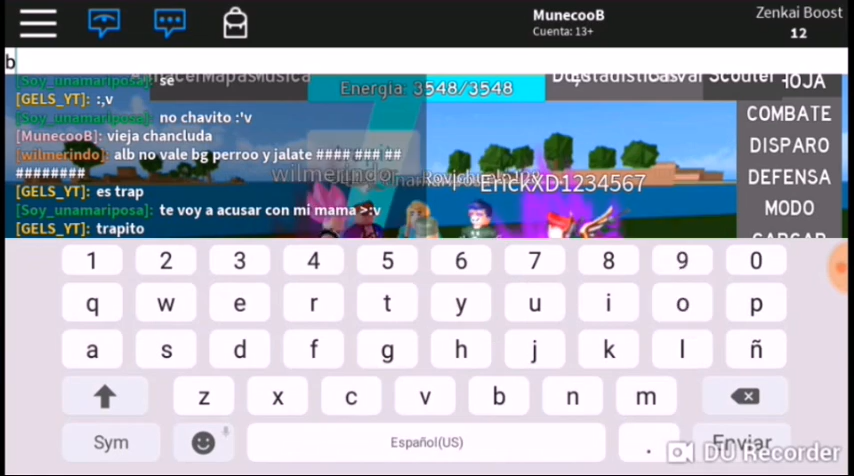 MunecooB
Cuenta: 13+
Zenkai Boost
12
b
[Soy_unamariposa]: se
[GELS_YT]: :,v
[Soy_unamariposa]: no chavito :'v
[MunecooB]: vieja chancluda
[wilmerindo]: alb no vale bg perroo y jalate #### ### ##
########
[GELS_YT]: es trap
[Soy_unamariposa]: te voy a acusar con mi mama >:v
[GELS_YT]: trapito
Energia: 3548/3548
wilmerindo
ErickXD1234567
COMBATE
DISPARO
DEFENSA
MODO
1 2 3 4 5 6 7 8 9 0
q w e r t y u i o p
a s d f g h j k l ñ
z x c v b n m
Sym
Español(US)
.
Enviar
DU Recorder